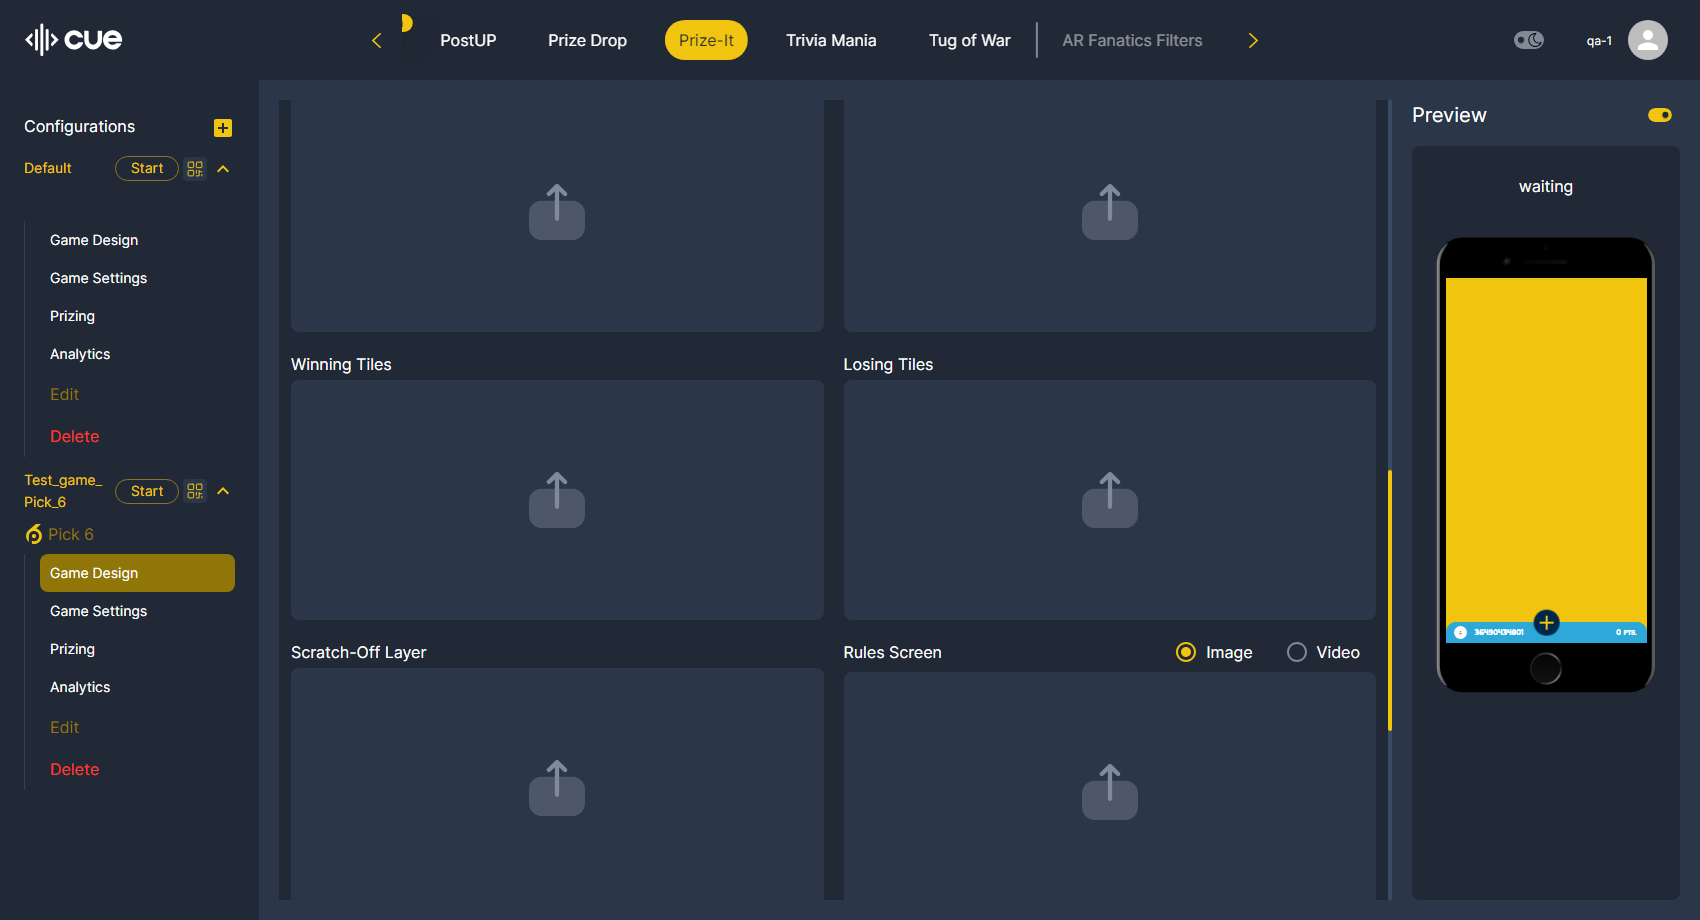 cue
PostUP
Prize Drop
Prize-It
Trivia Mania
Tug of War
AR Fanatics Filters
qa-1
Configurations
Default
Start
Game Design
Game Settings
Prizing
Analytics
Edit
Delete
Test_game_
Pick_6
Start
Pick 6
Game Design
Game Settings
Prizing
Analytics
Edit
Delete
Winning Tiles
Losing Tiles
Scratch-Off Layer
Rules Screen
Image
Video
Preview
waiting
0 PTS.